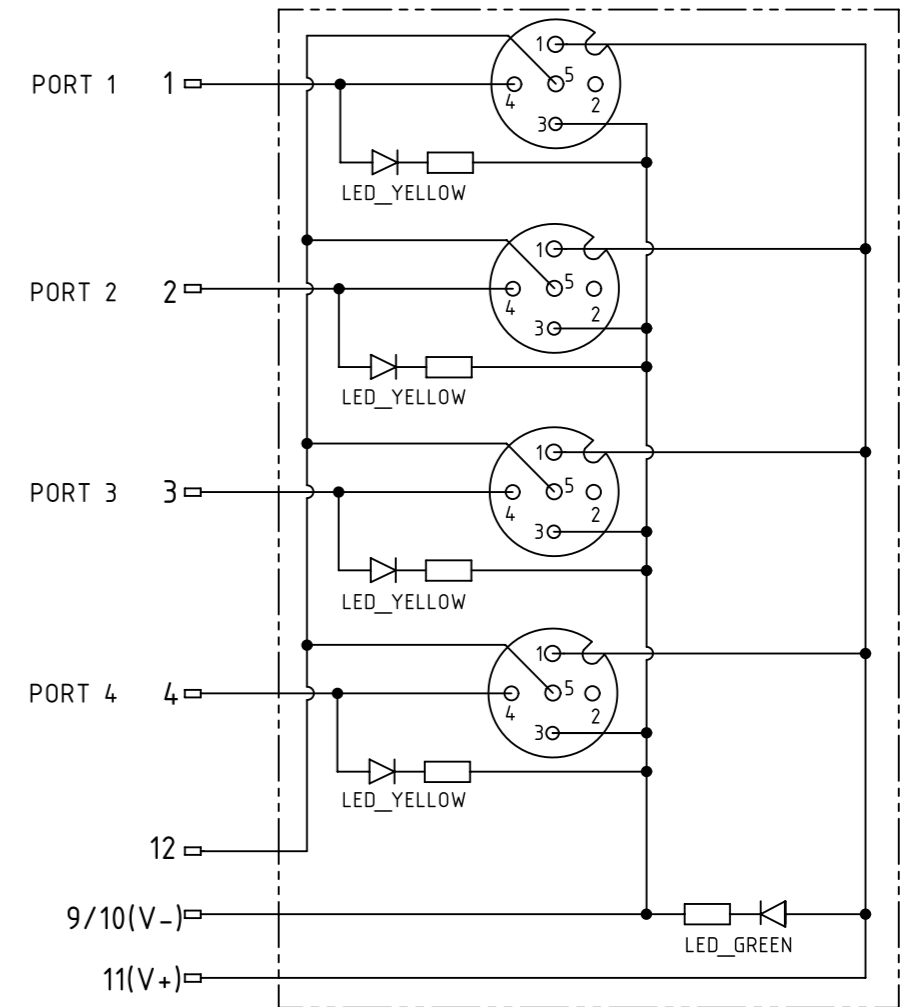 1
PORT 1 1 5
4 2
3
LED_YELLOW
1
PORT 2 2 5
4 2
3
LED_YELLOW
1
PORT 3 3 5
4 2
3
LED_YELLOW
1
PORT 4 4 5
4 2
3
LED_YELLOW
12
9/10(V-)
LED_GREEN
11(V+)